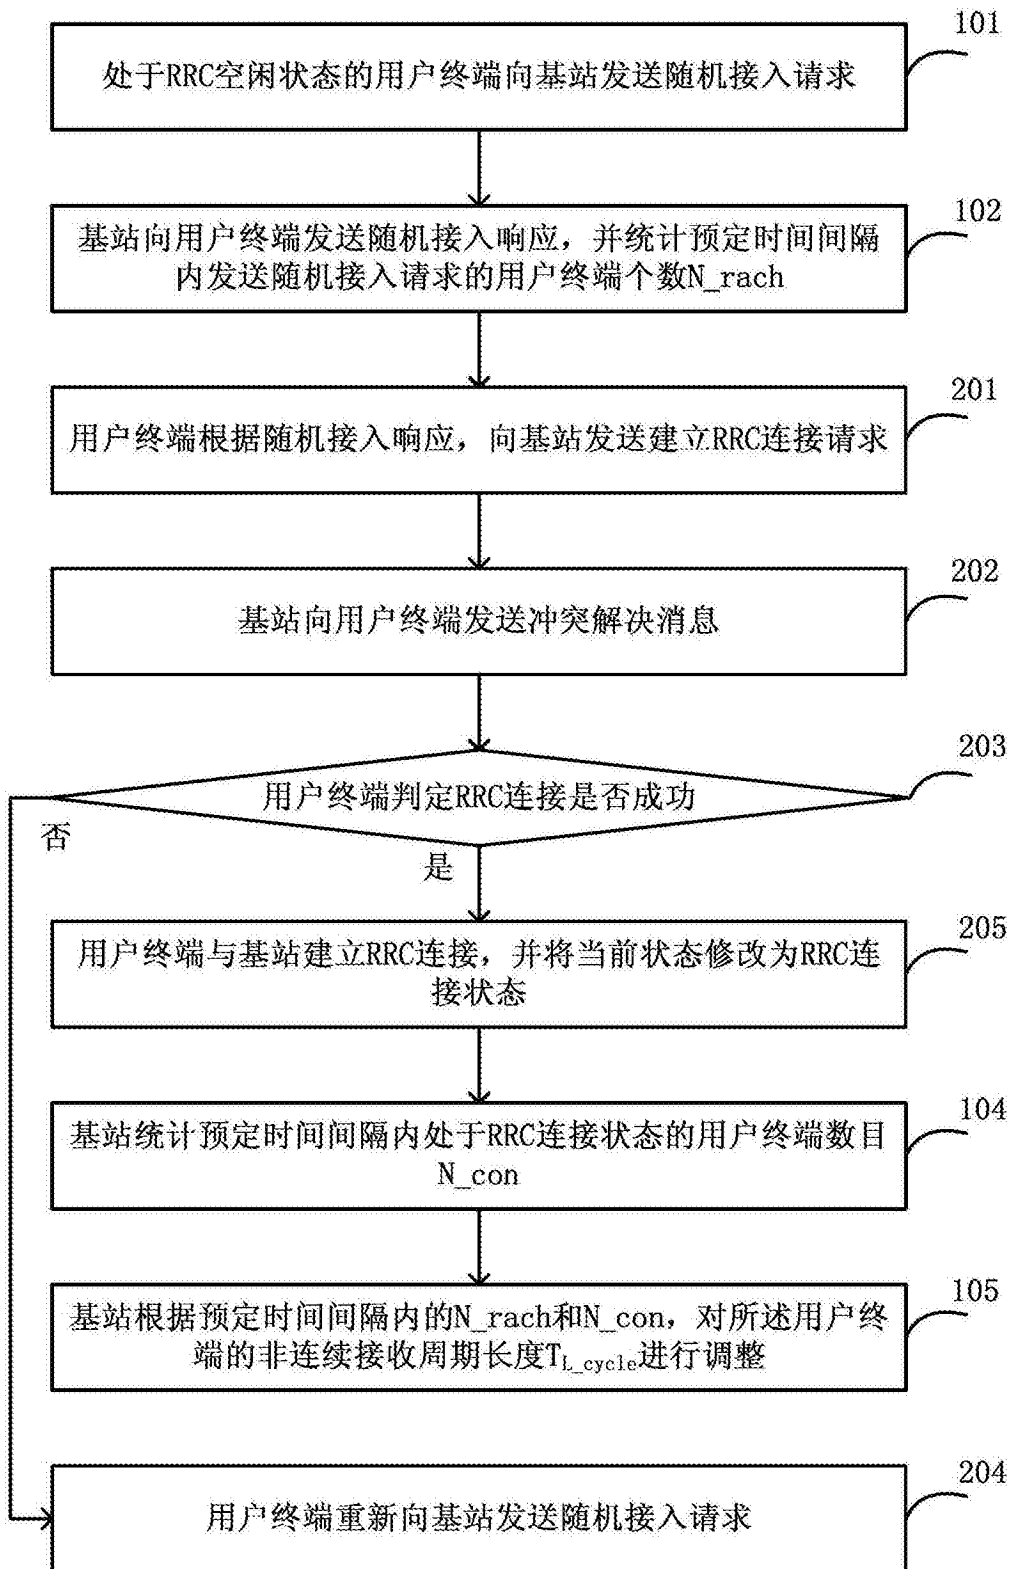 101
处于RRC空闲状态的用户终端向基站发送随机接入请求
102
基站向用户终端发送随机接入响应，并统计预定时间间隔
内发送随机接入请求的用户终端个数N_rach
201
用户终端根据随机接入响应，向基站发送建立RRC连接请求
202
基站向用户终端发送冲突解决消息
203
用户终端判定RRC连接是否成功
否
是
205
用户终端与基站建立RRC连接，并将当前状态修改为RRC连
接状态
104
基站统计预定时间间隔内处于RRC连接状态的用户终端数目
N_con
105
基站根据预定时间间隔内的N_rach和N_con，对所述用户终
端的非连续接收周期长度T_L_cycle进行调整
204
用户终端重新向基站发送随机接入请求